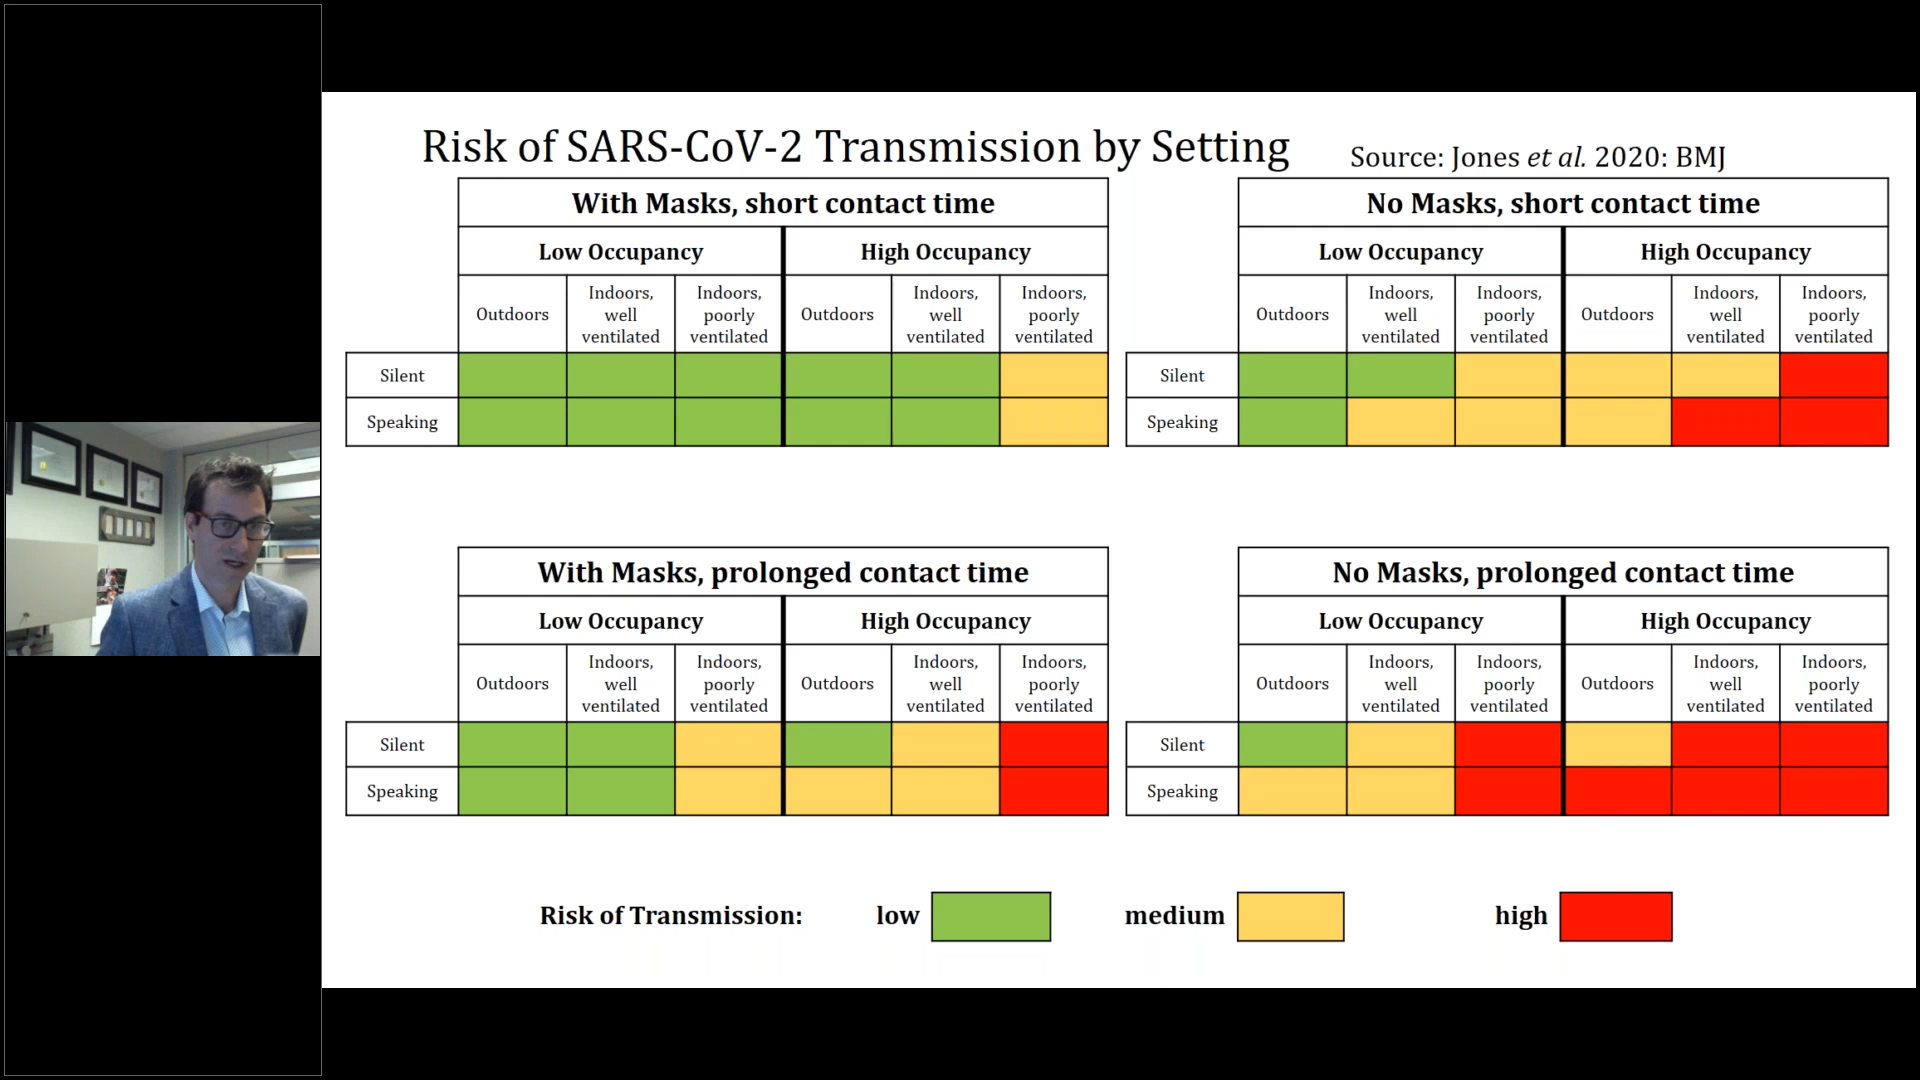 Risk of SARS-CoV-2 Transmission by Setting
Source: Jones et al. 2020: BMJ
With Masks, short contact time
Low Occupancy High Occupancy
Outdoors
Indoors,
well
ventilated
Indoors,
poorly
ventilated
Outdoors
Indoors,
well
ventilated
Indoors,
poorly
ventilated
Silent
Speaking
No Masks, short contact time
Low Occupancy High Occupancy
Outdoors
Indoors,
well
ventilated
Indoors,
poorly
ventilated
Outdoors
Indoors,
well
ventilated
Indoors,
poorly
ventilated
Silent
Speaking
With Masks, prolonged contact time
Low Occupancy High Occupancy
Outdoors
Indoors,
well
ventilated
Indoors,
poorly
ventilated
Outdoors
Indoors,
well
ventilated
Indoors,
poorly
ventilated
Silent
Speaking
No Masks, prolonged contact time
Low Occupancy High Occupancy
Outdoors
Indoors,
well
ventilated
Indoors,
poorly
ventilated
Outdoors
Indoors,
well
ventilated
Indoors,
poorly
ventilated
Silent
Speaking
Risk of Transmission: low medium high